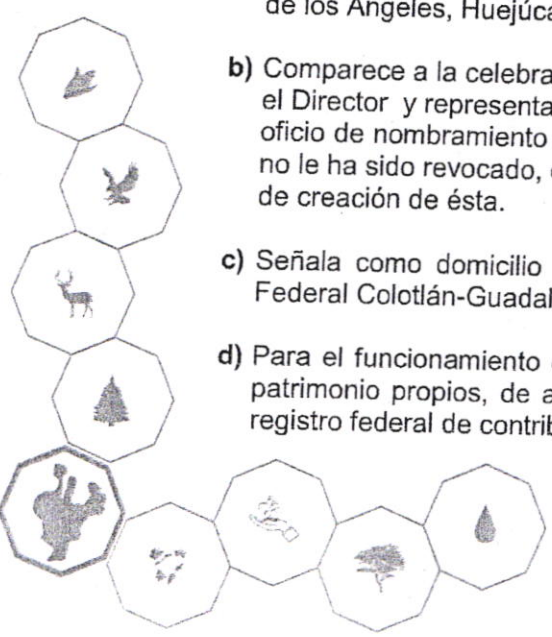 de los Ángeles, Huejúca
b) Comparece a la celebra
el Director y representa
oficio de nombramiento
no le ha sido revocado,
de creación de ésta.
c) Señala como domicilio
Federal Colotlán-Guadal
d) Para el funcionamiento
patrimonio propios, de a
registro federal de contrib